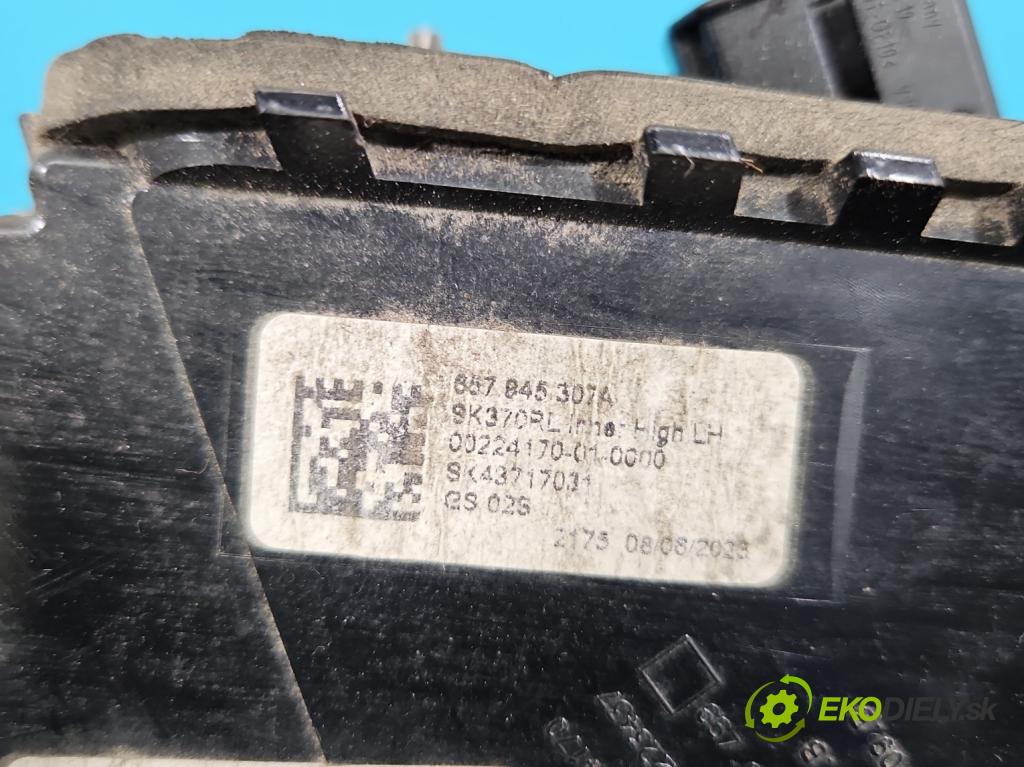 657.945.307A
SK370RL Inner High LH
00224170-01-0000
SK43717031
GS 02S
2175 08/08/2023
EKODIELY.sk